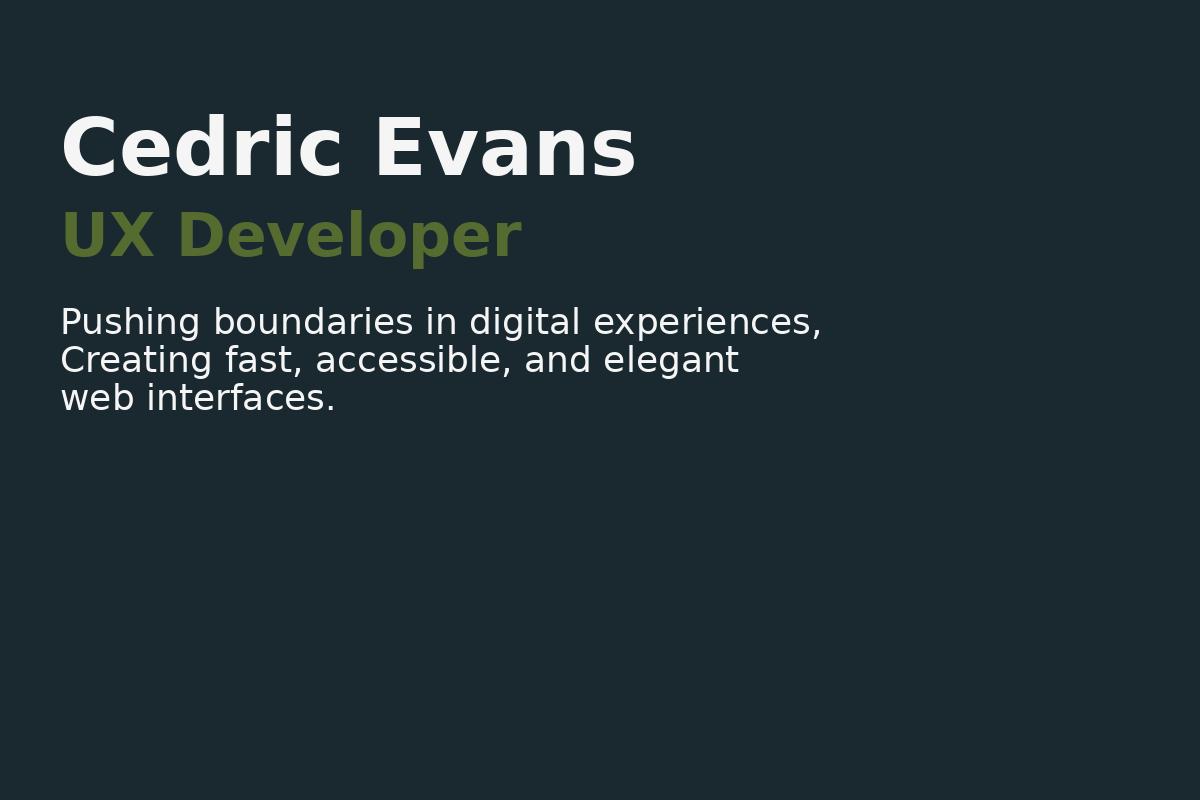 Cedric Evans
UX Developer
Pushing boundaries in digital experiences,
Creating fast, accessible, and elegant
web interfaces.